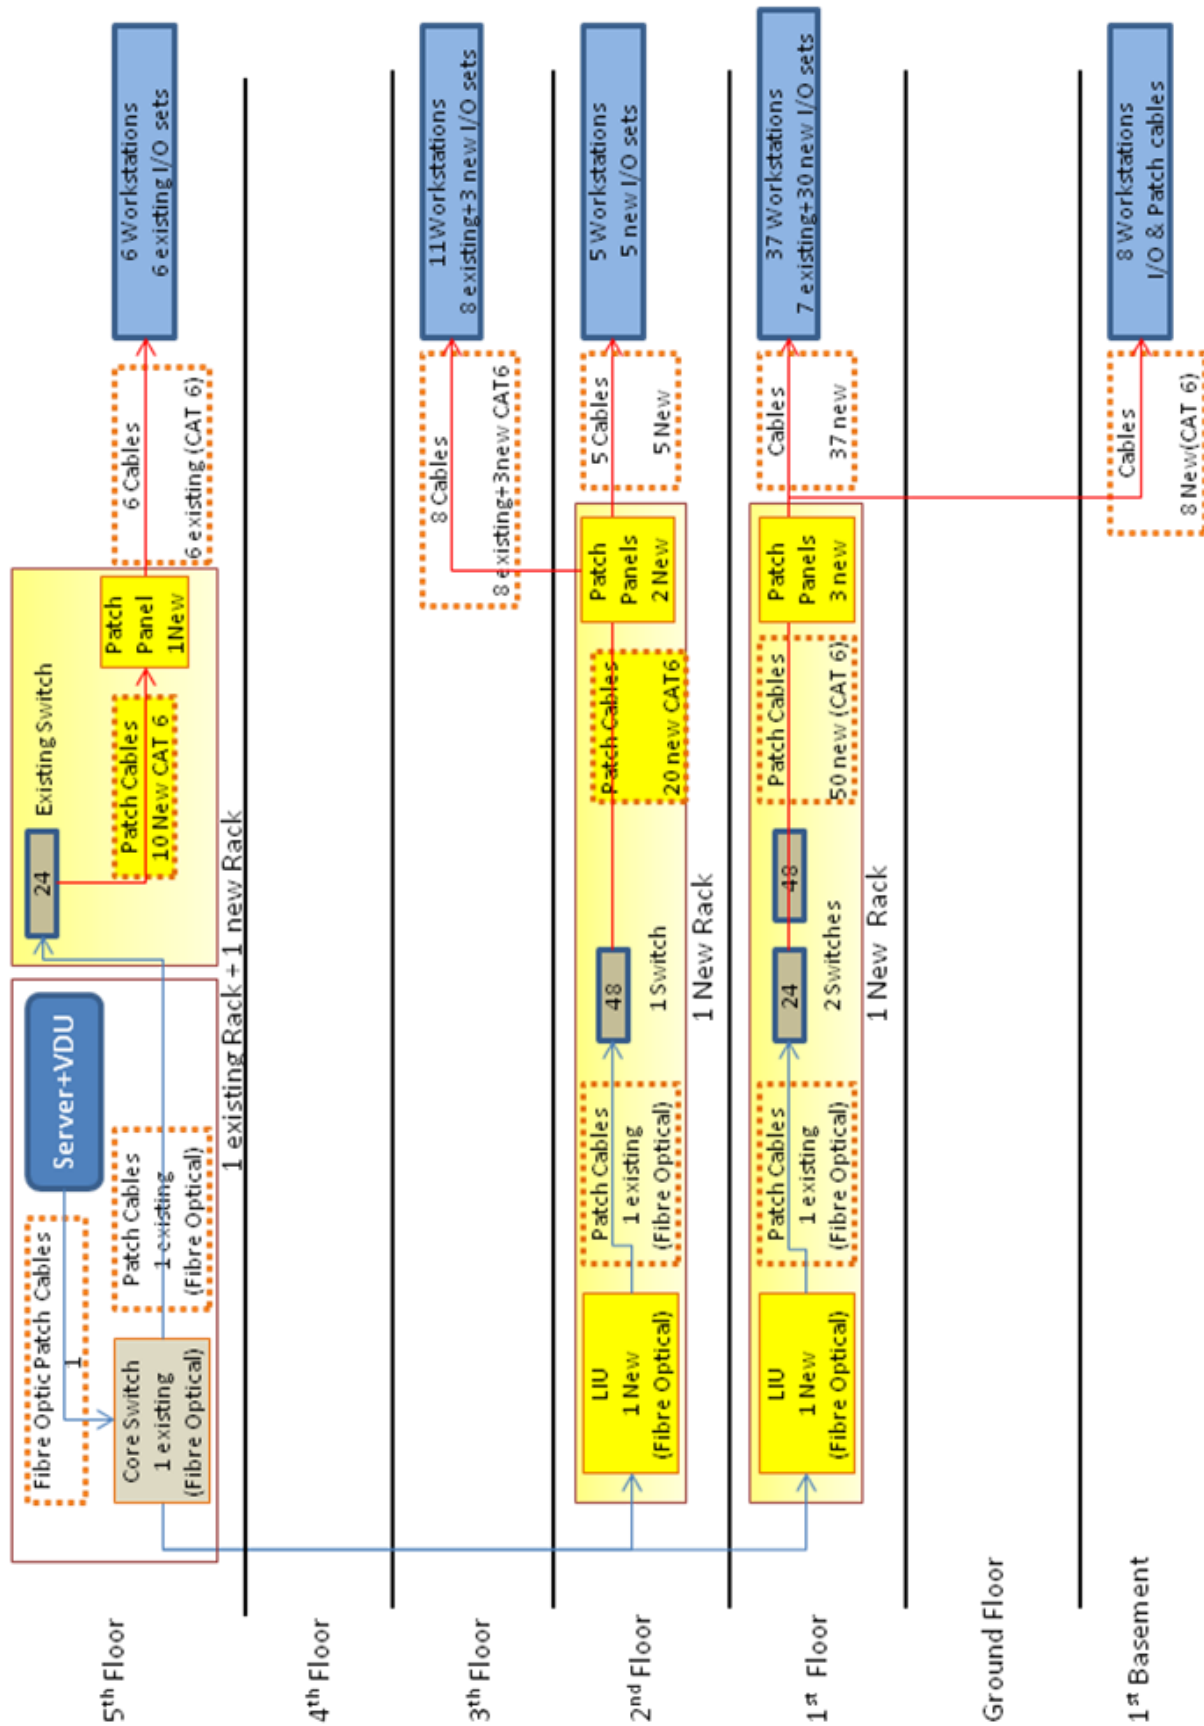 5th Floor
Fibre Optic Patch Cables
1
Server+VDU
Core Switch
1 existing
(Fibre Optical)
Patch Cables
1 existing
(Fibre Optical)
24
Existing Switch
Patch Cables
10 New CAT 6
Patch
Panel
1New
6 Cables
6 existing (CAT 6)
6 Workstations
6 existing I/O sets
1 existing Rack + 1 new Rack
4th Floor
3rd Floor
8 Cables
8 existing+3new CAT6
11Workstations
8 existing+3 new I/O sets
2nd Floor
LIU
1 New
(Fibre Optical)
Patch Cables
1 existing
(Fibre Optical)
48
1Switch
Patch Cables
20 new CAT6
Patch
Panels
2 New
5 Cables
5 New
5 Workstations
5 new I/O sets
1 New Rack
1st Floor
LIU
1 New
(Fibre Optical)
Patch Cables
1 existing
(Fibre Optical)
24
48
2 Switches
Patch Cables
50 new (CAT 6)
Patch
Panels
3 new
Cables
37 new
37 Workstations
7 existing+30 new I/O sets
1 New Rack
Ground Floor
1st Basement
Cables
8 New(CAT 6)
8 Workstations
I/O & Patch cables